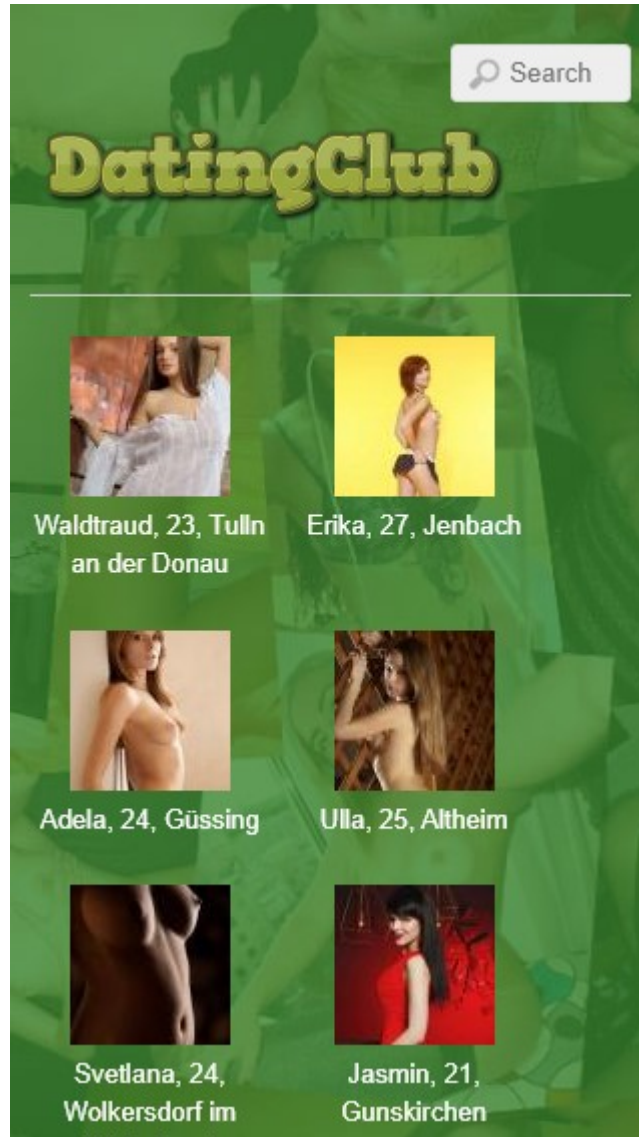 Search
DatingClub
Waldtraud, 23, Tulln
an der Donau
Erika, 27, Jenbach
Adela, 24, Güssing
Ulla, 25, Altheim
Svetlana, 24,
Wolkersdorf im
Jasmin, 21,
Gunskirchen